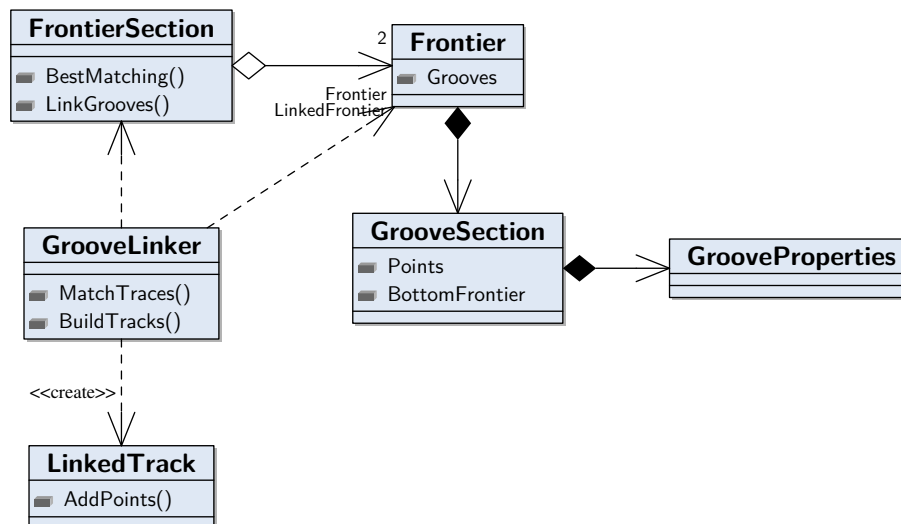 FrontierSection
BestMatching()
LinkGrooves()
2
Frontier
Grooves
Frontier
LinkedFrontier
GrooveLinker
MatchTraces()
BuildTracks()
GrooveSection
Points
BottomFrontier
GrooveProperties
<<create>>
LinkedTrack
AddPoints()